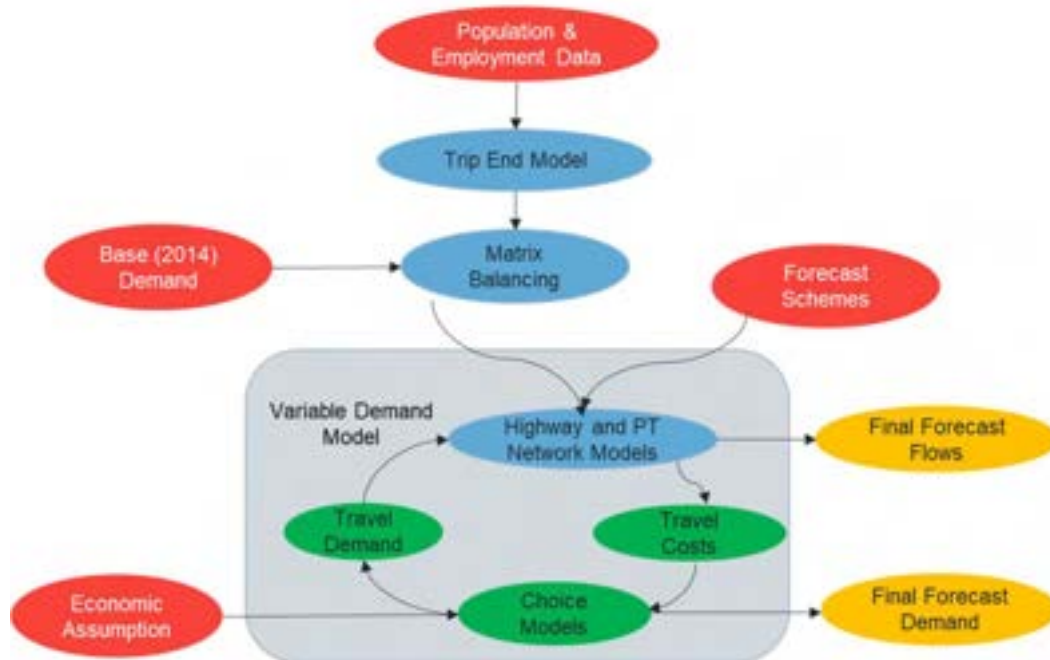 Population &
Employment Data
Trip End Model
Base (2014)
Demand
Matrix
Balancing
Forecast
Schemes
Variable Demand
Model
Highway and PT
Network Models
Final Forecast
Flows
Travel
Demand
Travel
Costs
Economic
Assumption
Choice
Models
Final Forecast
Demand